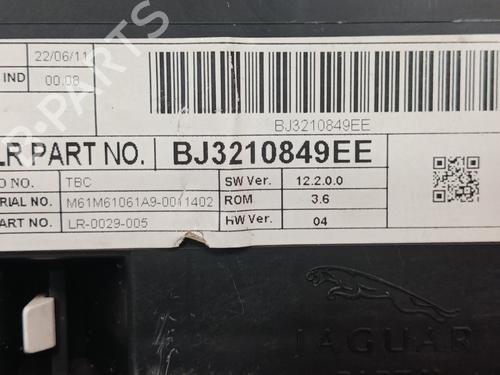 22/06/11
IND 00.08
BJ3210849EE
LR PART NO. BJ3210849EE
O NO. TBC SW Ver. 12.2.0.0
RIAL NO. M61M61061A9-0011402 ROM 3.6
PART NO. LR-0029-005 HW Ver. 04
JAGUAR